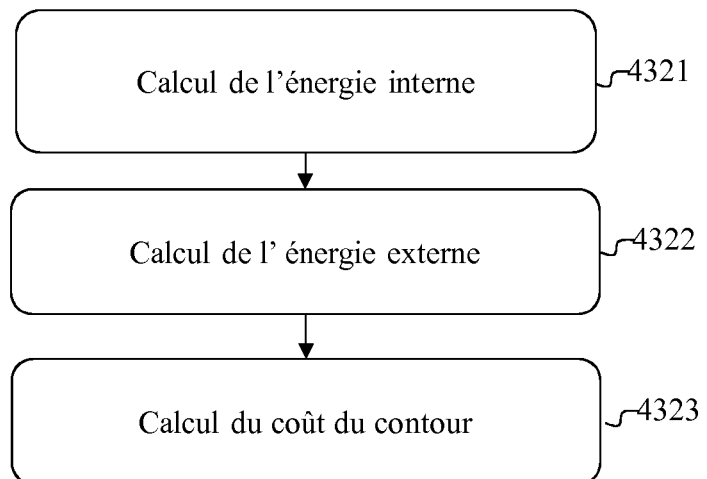 Calcul de l'énergie interne
4321
Calcul de l' énergie externe
4322
Calcul du coût du contour
4323